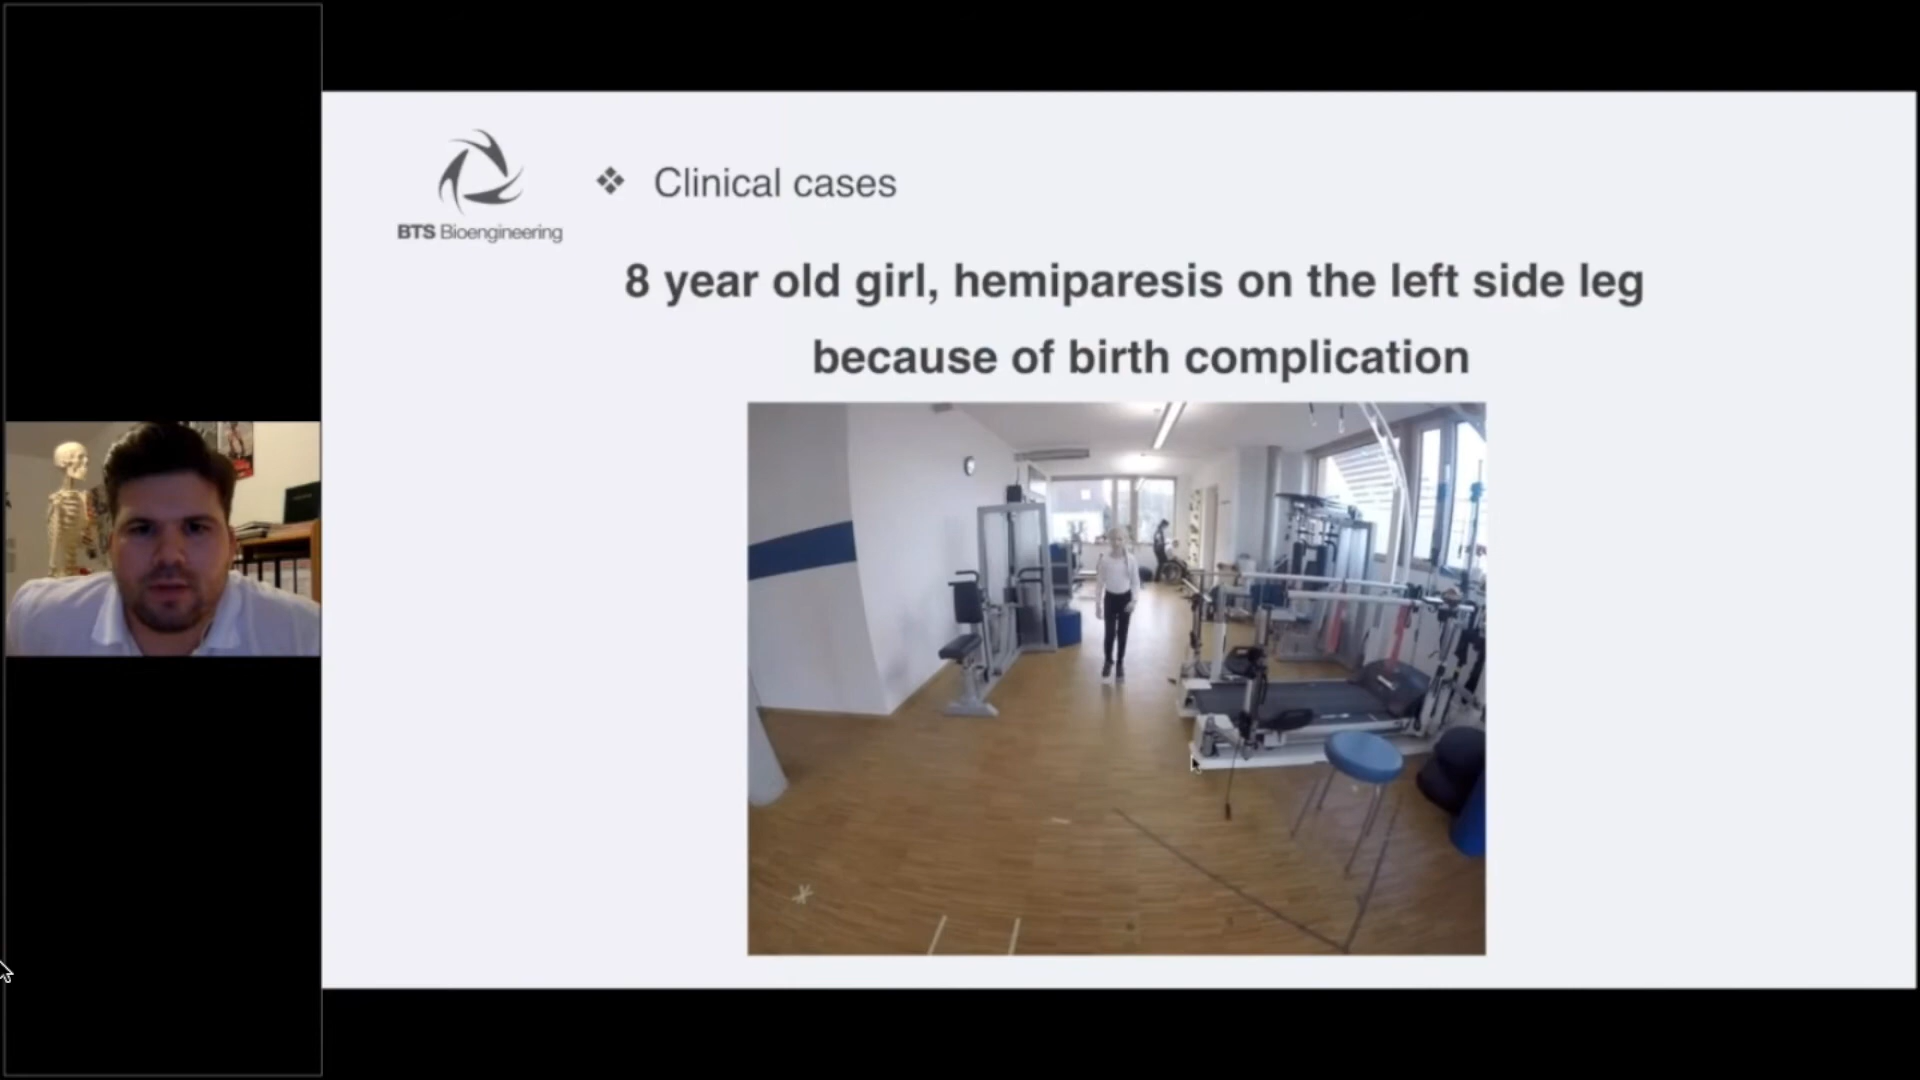 BTS Bioengineering
❖ Clinical cases
8 year old girl, hemiparesis on the left side leg
because of birth complication